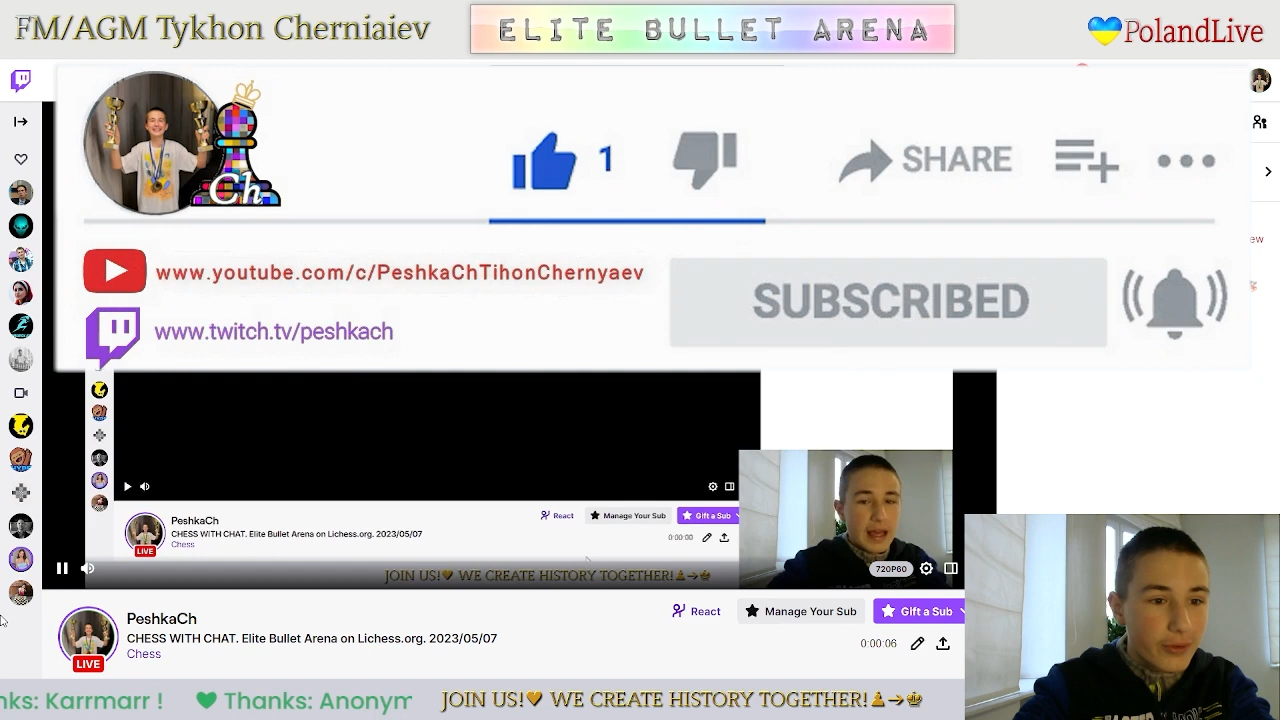 FM/AGM Tykhon Cherniaiev
ELITE BULLET ARENA
PolandLive
Ch
1
SHARE
www.youtube.com/c/PeshkaChTihonChernyaev
www.twitch.tv/peshkach
SUBSCRIBED
ew
PeshkaCh
CHESS WITH CHAT. Elite Bullet Arena on Lichess.org. 2023/05/07
Chess
LIVE
React
Manage Your Sub
Gift a Sub
0:00:00
JOIN US! WE CREATE HISTORY TOGETHER!
720P60
PeshkaCh
CHESS WITH CHAT. Elite Bullet Arena on Lichess.org. 2023/05/07
Chess
LIVE
React
Manage Your Sub
Gift a Sub
0:00:06
nks: Karrmarr !
Thanks: Anonym
JOIN US! WE CREATE HISTORY TOGETHER!